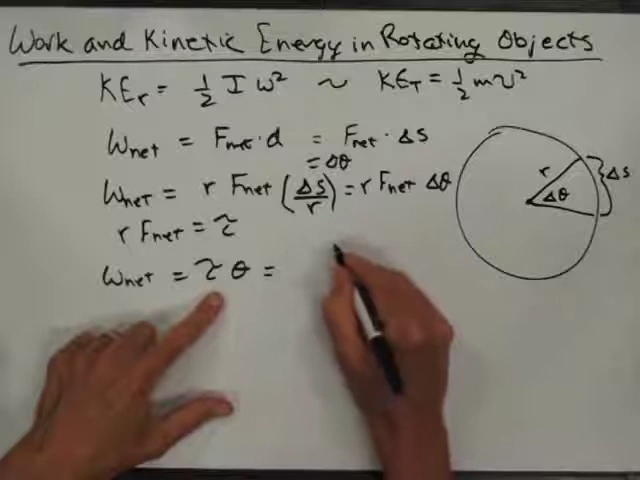 Work and Kinetic Energy in Rotating Objects
KEr = 1/2 I ω² ~ KET = 1/2 mv²
Wnet = Fnet · d = Fnet · Δs
= Δθ
Wnet = r Fnet (Δs/r) = r Fnet Δθ
r Fnet = τ
Wnet = τ θ =
r
Δθ
Δs